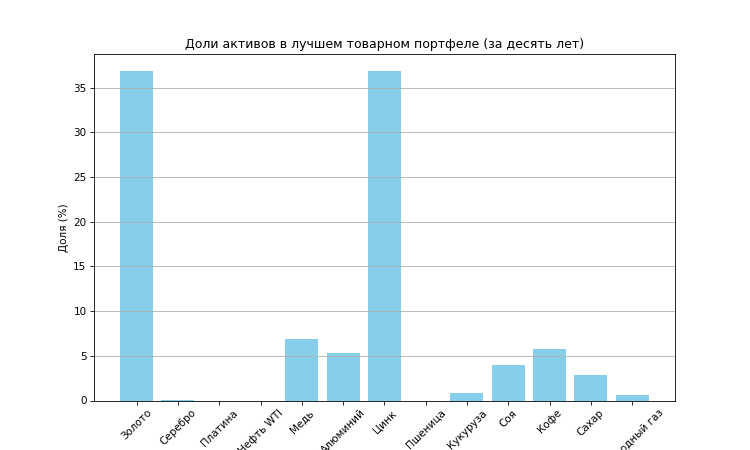 Доли активов в лучшем товарном портфеле (за десять лет)
Доля (%)
35
30
25
20
15
10
5
0
Золото
Серебро
Платина
Нефть WTI
Медь
Алюминий
Цинк
Пшеница
Кукуруза
Соя
Кофе
Сахар
газ